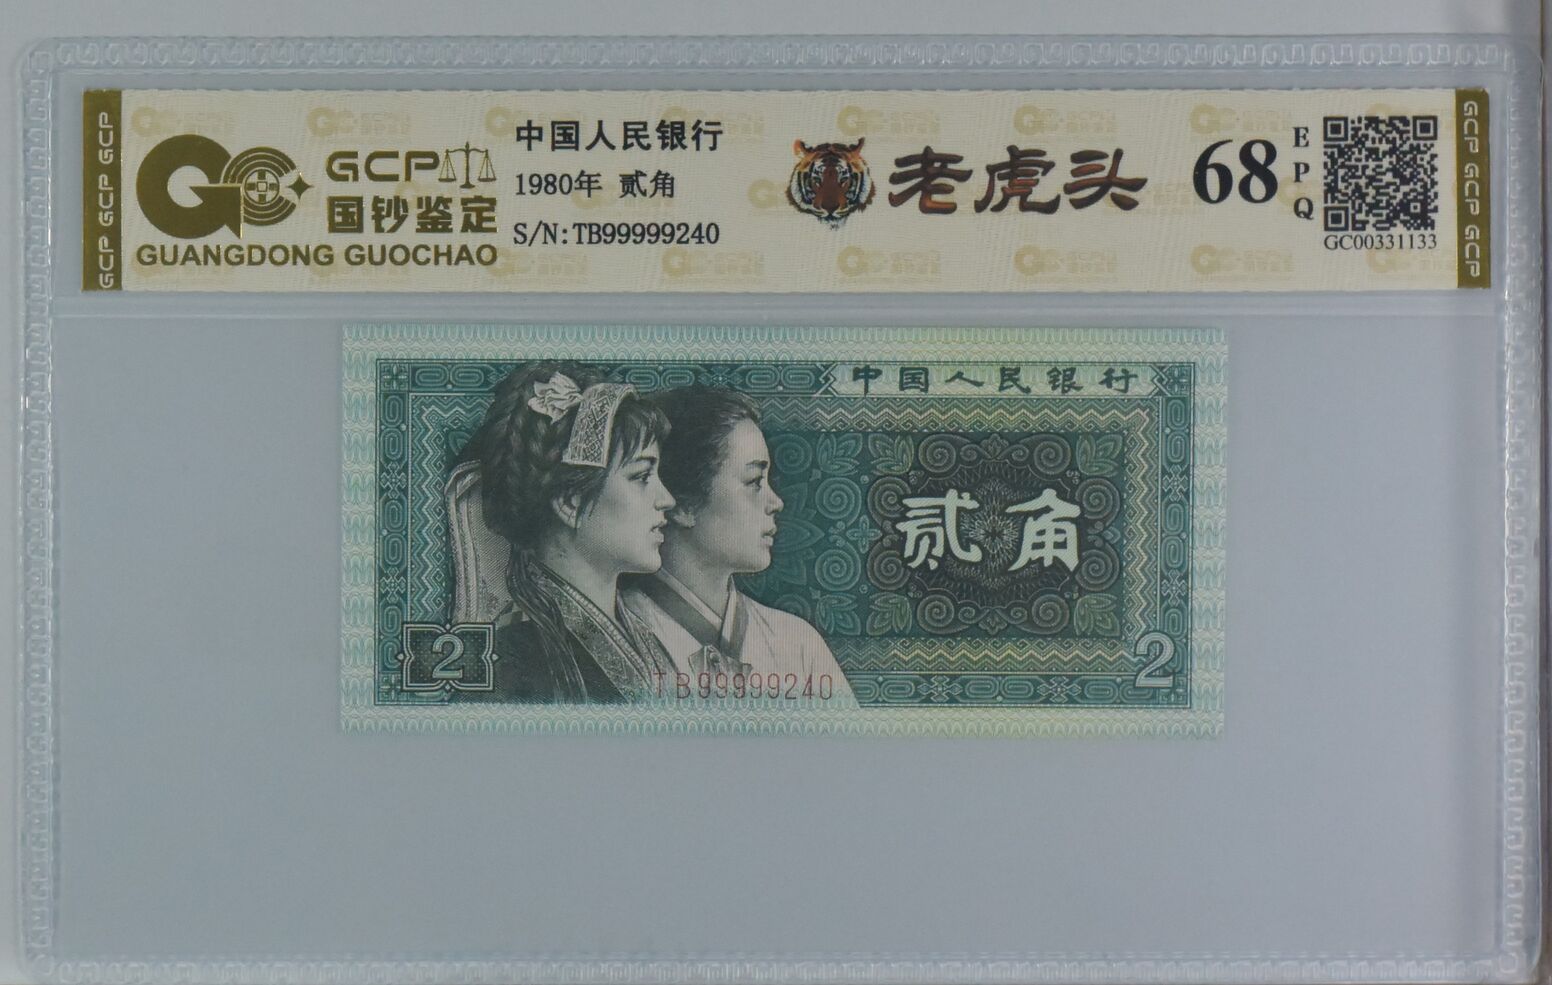 GCP GCP GCP
GCP
国钞鉴定
GUANGDONG GUOCHAO
中国人民银行
1980年 贰角
S/N:TB99999240
老虎头
68
EPQ
GC00331133
GCP GCP GCP
中国人民银行
贰角
2
2
TB99999240